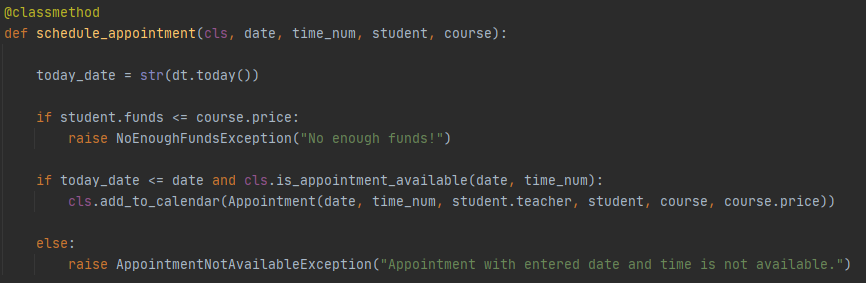 @classmethod
def schedule_appointment(cls, date, time_num, student, course):
today_date = str(dt.today())
if student.funds <= course.price:
raise NoEnoughFundsException("No enough funds!")
if today_date <= date and cls.is_appointment_available(date, time_num):
cls.add_to_calendar(Appointment(date, time_num, student.teacher, student, course, course.price))
else:
raise AppointmentNotAvailableException("Appointment with entered date and time is not available.")